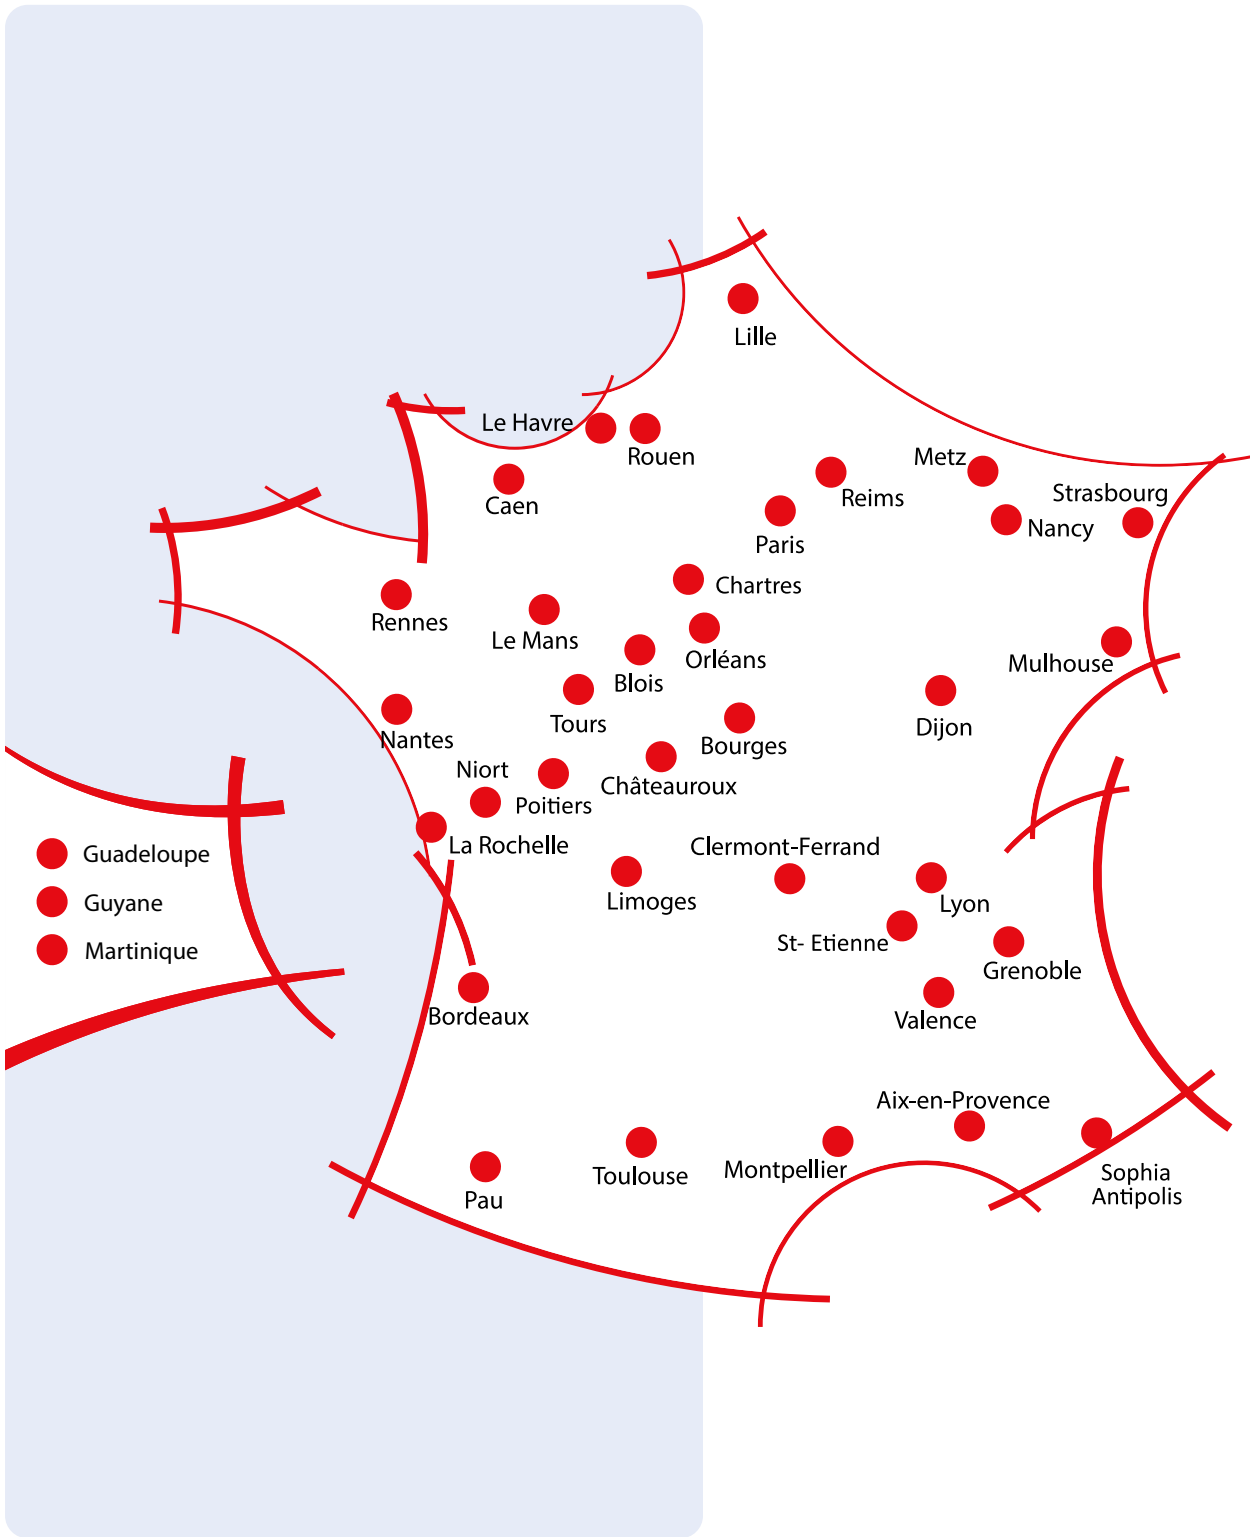 Lille
Le Havre
Rouen
Metz
Reims
Strasbourg
Caen
Nancy
Paris
Chartres
Rennes
Le Mans
Orléans
Mulhouse
Blois
Tours
Dijon
Nantes
Bourges
Niort
Châteauroux
Poitiers
La Rochelle
Clermont-Ferrand
Guadeloupe
Limoges
Lyon
Guyane
St- Etienne
Martinique
Grenoble
Bordeaux
Valence
Aix-en-Provence
Montpellier
Toulouse
Sophia
Antipolis
Pau